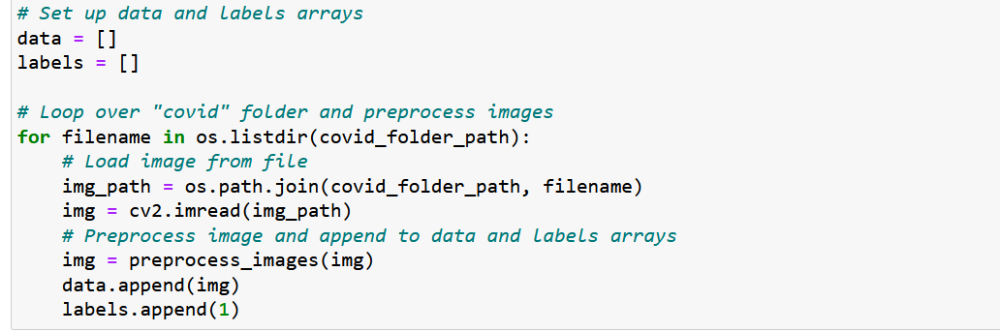 # Set up data and labels arrays
data = []
labels = []
# Loop over "covid" folder and preprocess images
for filename in os.listdir(covid_folder_path):
    # Load image from file
    img_path = os.path.join(covid_folder_path, filename)
    img = cv2.imread(img_path)
    # Preprocess image and append to data and labels arrays
    img = preprocess_images(img)
    data.append(img)
    labels.append(1)